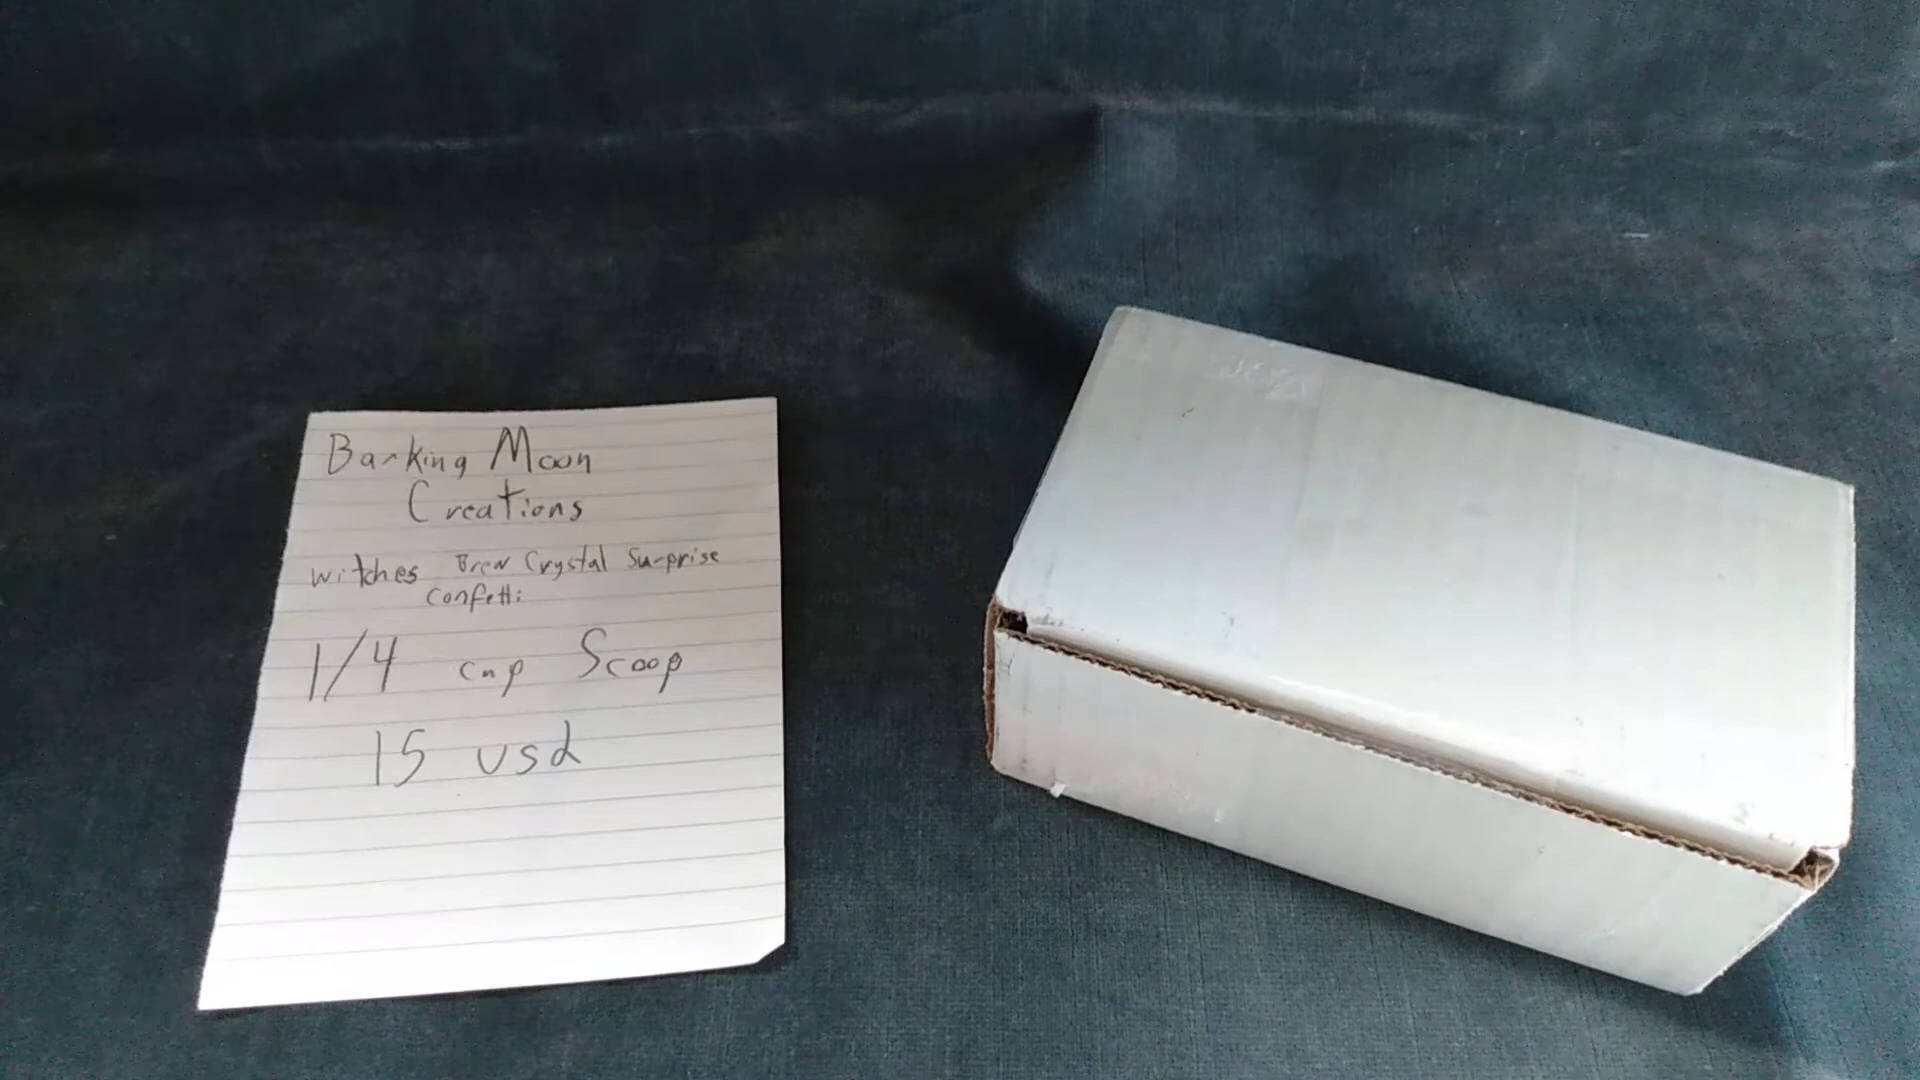 Barking Moon
Creations
witches Brew Crystal Surprise
confetti
1/4 cup Scoop
15 usd